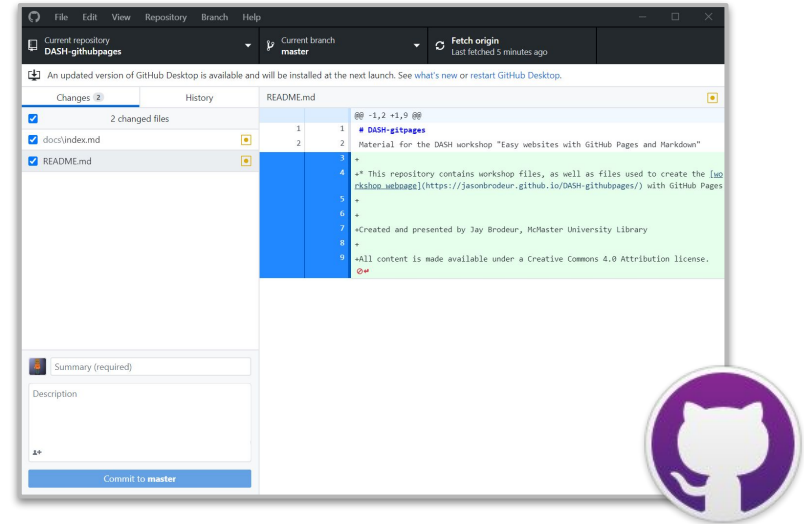 File Edit View Repository Branch Help
Current repository
DASH-githubpages
Current branch
master
Fetch origin
Last fetched 5 minutes ago
An updated version of GitHub Desktop is available and will be installed at the next launch. See what's new or restart GitHub Desktop.
Changes 2 History
2 changed files
docs\index.md
README.md
Summary (required)
Description
Commit to master
README.md
@@ -1,2 +1,9 @@
1 1 # DASH-gitpages
2 2 Material for the DASH workshop "Easy websites with GitHub Pages and Markdown"
3 +
4 +* This repository contains workshop files, as well as files used to create the [wo
rkshop webpage](https://jasonbrodeur.github.io/DASH-githubpages/) with GitHub Pages
5 +
6 +
7 +Created and presented by Jay Brodeur, McMaster University Library
8 +
9 +All content is made available under a Creative Commons 4.0 Attribution license.